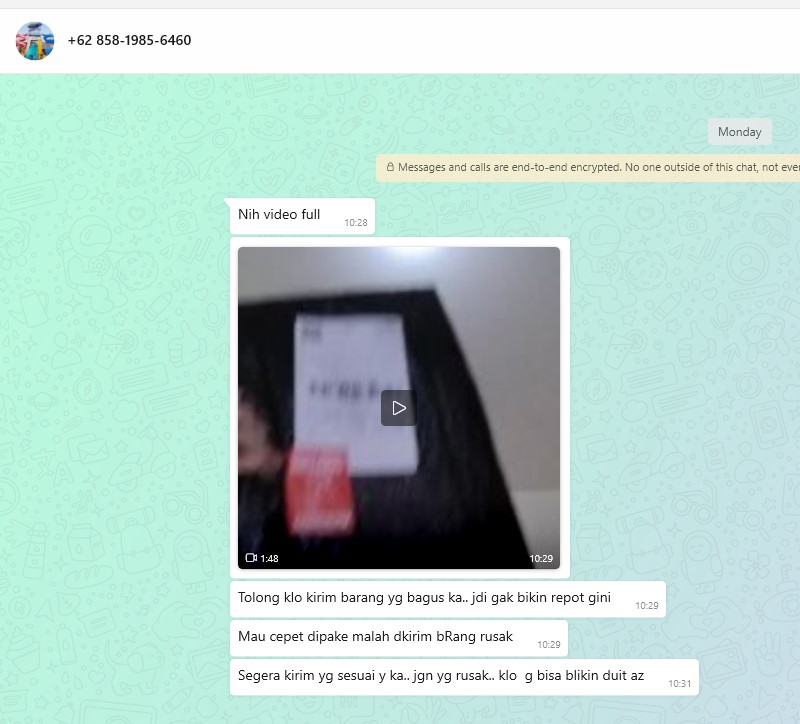 +62 858-1985-6460
Monday
Messages and calls are end-to-end encrypted. No one outside of this chat, not even
Nih video full
10:28
1:48
10:29
Tolong klo kirim barang yg bagus ka.. jdi gak bikin repot gini
10:29
Mau cepet dipake malah dkirim bRang rusak
10:29
Segera kirim yg sesuai y ka.. jgn yg rusak.. klo  g bisa blikin duit az
10:31